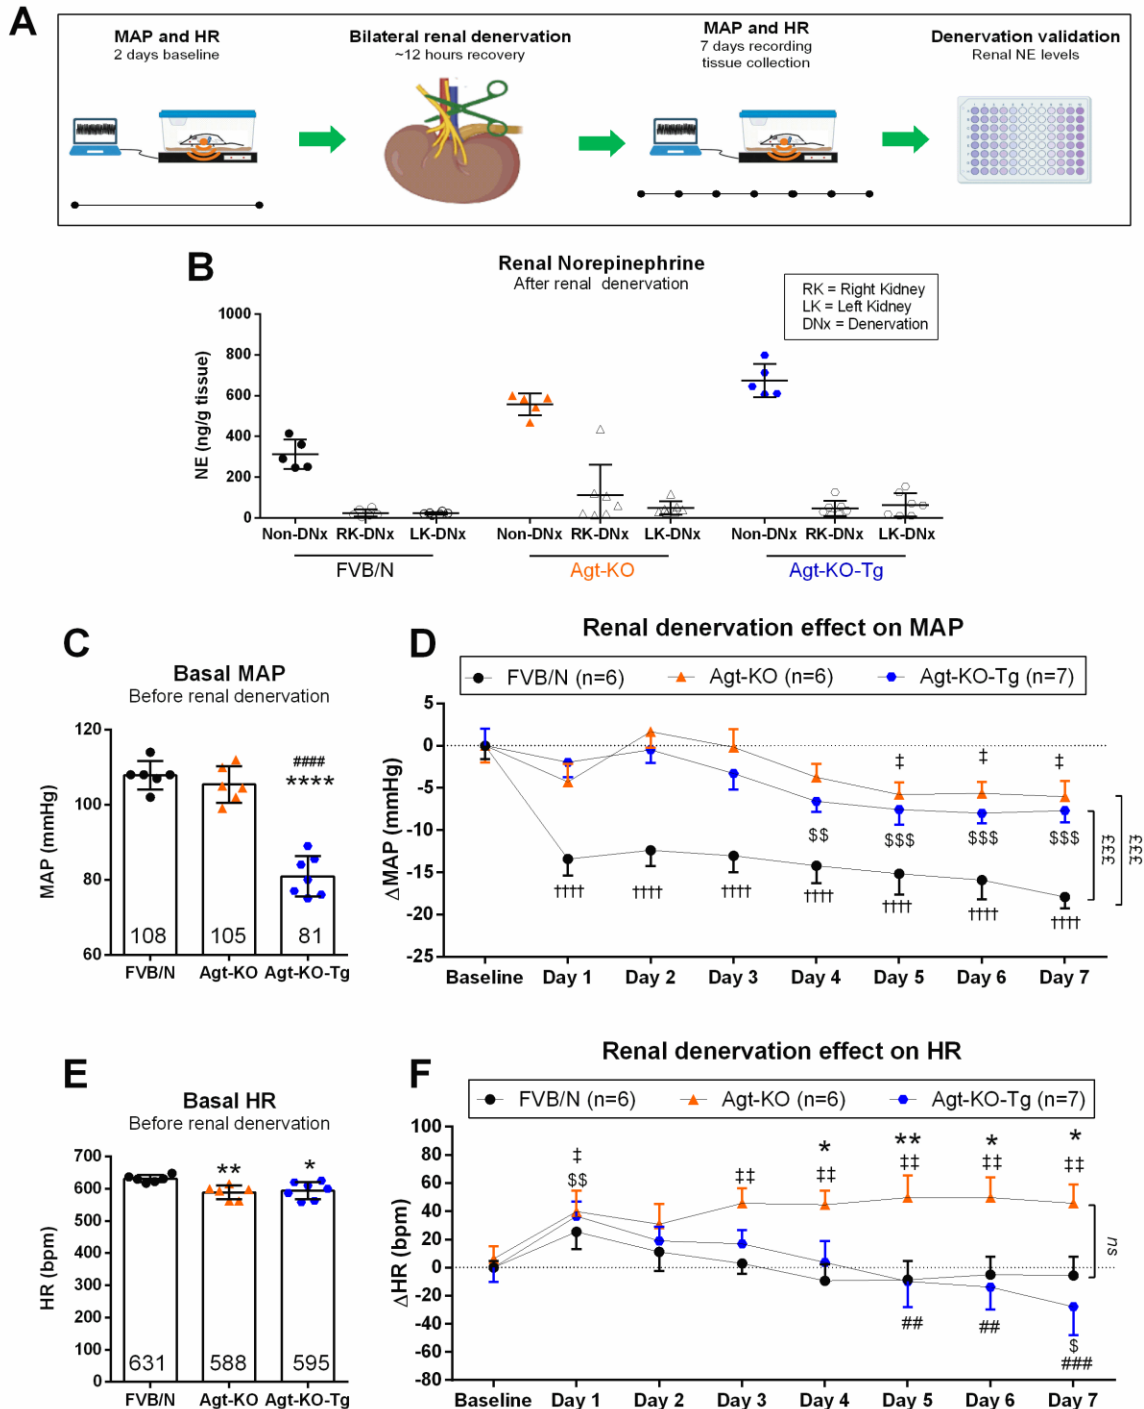 A
MAP and HR
2 days baseline
Bilateral renal denervation
~12 hours recovery
MAP and HR
7 days recording
tissue collection
Denervation validation
Renal NE levels
B
Renal Norepinephrine
After renal denervation
RK = Right Kidney
LK = Left Kidney
DNx = Denervation
NE (ng/g tissue)
1000
800
600
400
200
0
Non-DNx RK-DNx LK-DNx Non-DNx RK-DNx LK-DNx Non-DNx RK-DNx LK-DNx
FVB/N Agt-KO Agt-KO-Tg
C
Basal MAP
Before renal denervation
MAP (mmHg)
120
100
80
60
####
****
108 105 81
FVB/N Agt-KO Agt-KO-Tg
D
Renal denervation effect on MAP
FVB/N (n=6) Agt-KO (n=6) Agt-KO-Tg (n=7)
ΔMAP (mmHg)
5
0
-5
-10
-15
-20
-25
‡ ‡ ‡
$$ $$$ $$$ $$$
†††† †††† †††† †††† †††† †††† ††††
£££ £££
Baseline Day 1 Day 2 Day 3 Day 4 Day 5 Day 6 Day 7
E
Basal HR
Before renal denervation
HR (bpm)
700
600
500
400
300
200
100
0
** *
631 588 595
FVB/N Agt-KO Agt-KO-Tg
F
Renal denervation effect on HR
FVB/N (n=6) Agt-KO (n=6) Agt-KO-Tg (n=7)
ΔHR (bpm)
100
80
60
40
20
0
-20
-40
-60
-80
* ** * *
‡ ‡‡ ‡‡ ‡‡ ‡‡ ‡‡
$$
ns
## ##
$
###
Baseline Day 1 Day 2 Day 3 Day 4 Day 5 Day 6 Day 7